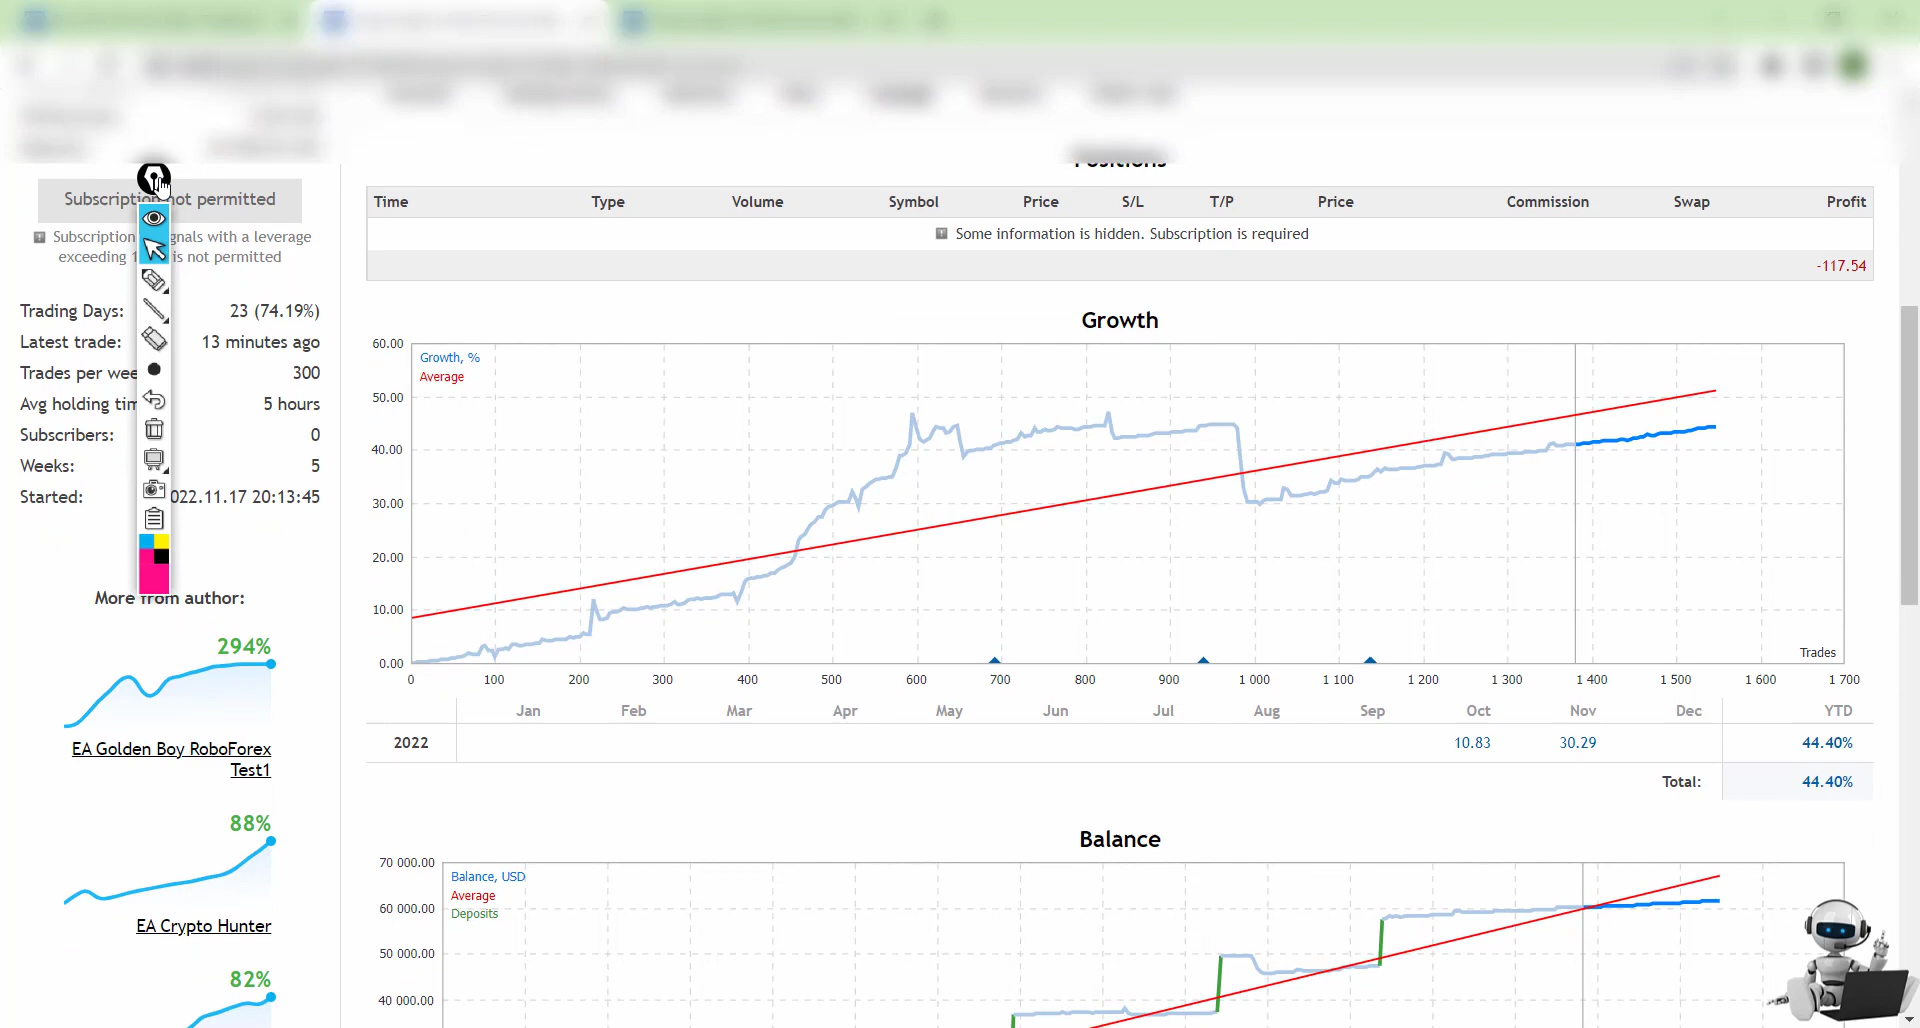 Positions
Subscription not permitted
Subscription gnals with a leverage
exceeding 1 is not permitted
Time Type Volume Symbol Price S/L T/P Price Commission Swap Profit
Some information is hidden. Subscription is required
-117.54
Trading Days: 23 (74.19%)
Latest trade: 13 minutes ago
Trades per wee 300
Avg holding tim 5 hours
Subscribers: 0
Weeks: 5
Started: 022.11.17 20:13:45
More from author:
294%
EA Golden Boy RoboForex
Test1
88%
EA Crypto Hunter
82%
Growth
60.00
50.00
40.00
30.00
20.00
10.00
0.00
Growth, %
Average
Trades
0 100 200 300 400 500 600 700 800 900 1 000 1 100 1 200 1 300 1 400 1 500 1 600 1 700
Jan Feb Mar Apr May Jun Jul Aug Sep Oct Nov Dec YTD
2022 10.83 30.29 44.40%
Total: 44.40%
Balance
70 000.00
60 000.00
50 000.00
40 000.00
Balance, USD
Average
Deposits